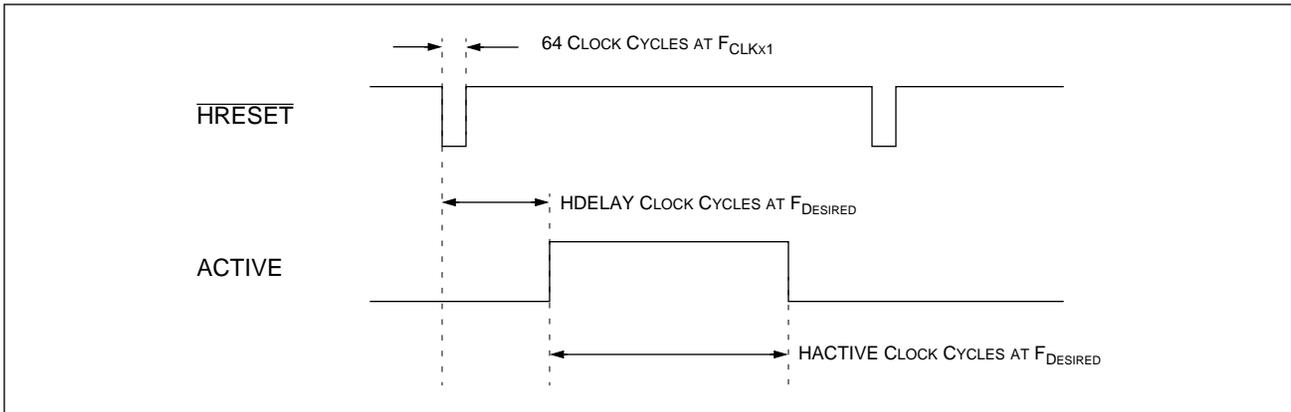 64 CLOCK CYCLES AT FCLKx1
HRESET
HDELAY CLOCK CYCLES AT FDESIRED
ACTIVE
HACTIVE CLOCK CYCLES AT FDESIRED